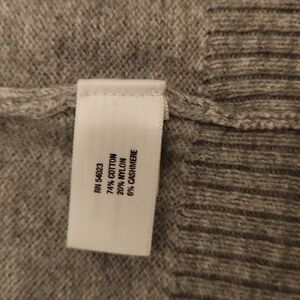 RN 54023
74% COTTON
20% NYLON
6% CASHMERE